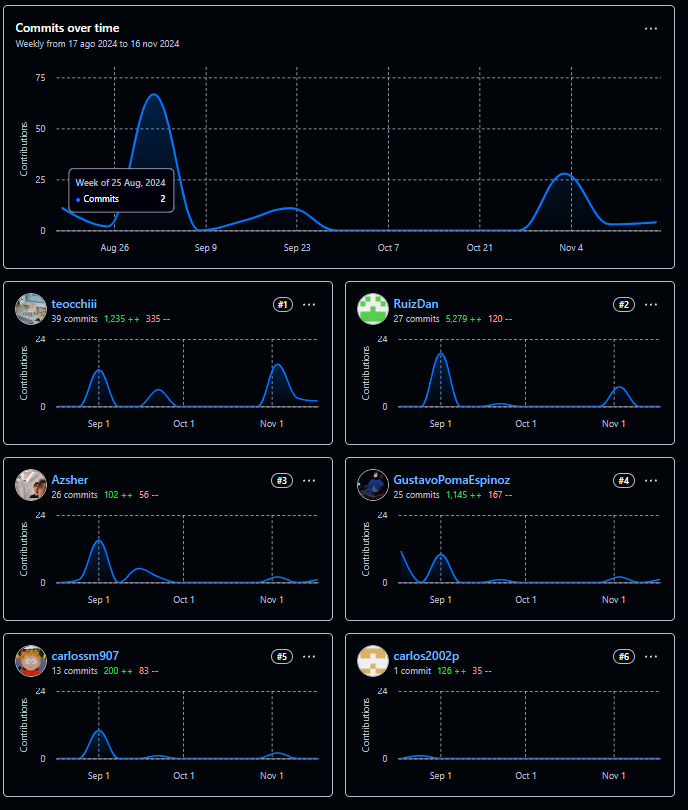 Commits over time
Weekly from 17 ago 2024 to 16 nov 2024
Contributions
75
50
25
0
Week of 25 Aug, 2024
Commits 2
Aug 26 Sep 9 Sep 23 Oct 7 Oct 21 Nov 4
teocchiii #1
39 commits 1,235 ++ 335 --
Contributions
24
0
Sep 1 Oct 1 Nov 1
RuizDan #2
27 commits 5,279 ++ 120 --
Contributions
24
0
Sep 1 Oct 1 Nov 1
Azsher #3
26 commits 102 ++ 56 --
Contributions
24
0
Sep 1 Oct 1 Nov 1
GustavoPomaEspinoz #4
25 commits 1,145 ++ 167 --
Contributions
24
0
Sep 1 Oct 1 Nov 1
carlossm907 #5
13 commits 200 ++ 83 --
Contributions
24
0
Sep 1 Oct 1 Nov 1
carlos2002p #6
1 commit 126 ++ 35 --
Contributions
24
0
Sep 1 Oct 1 Nov 1